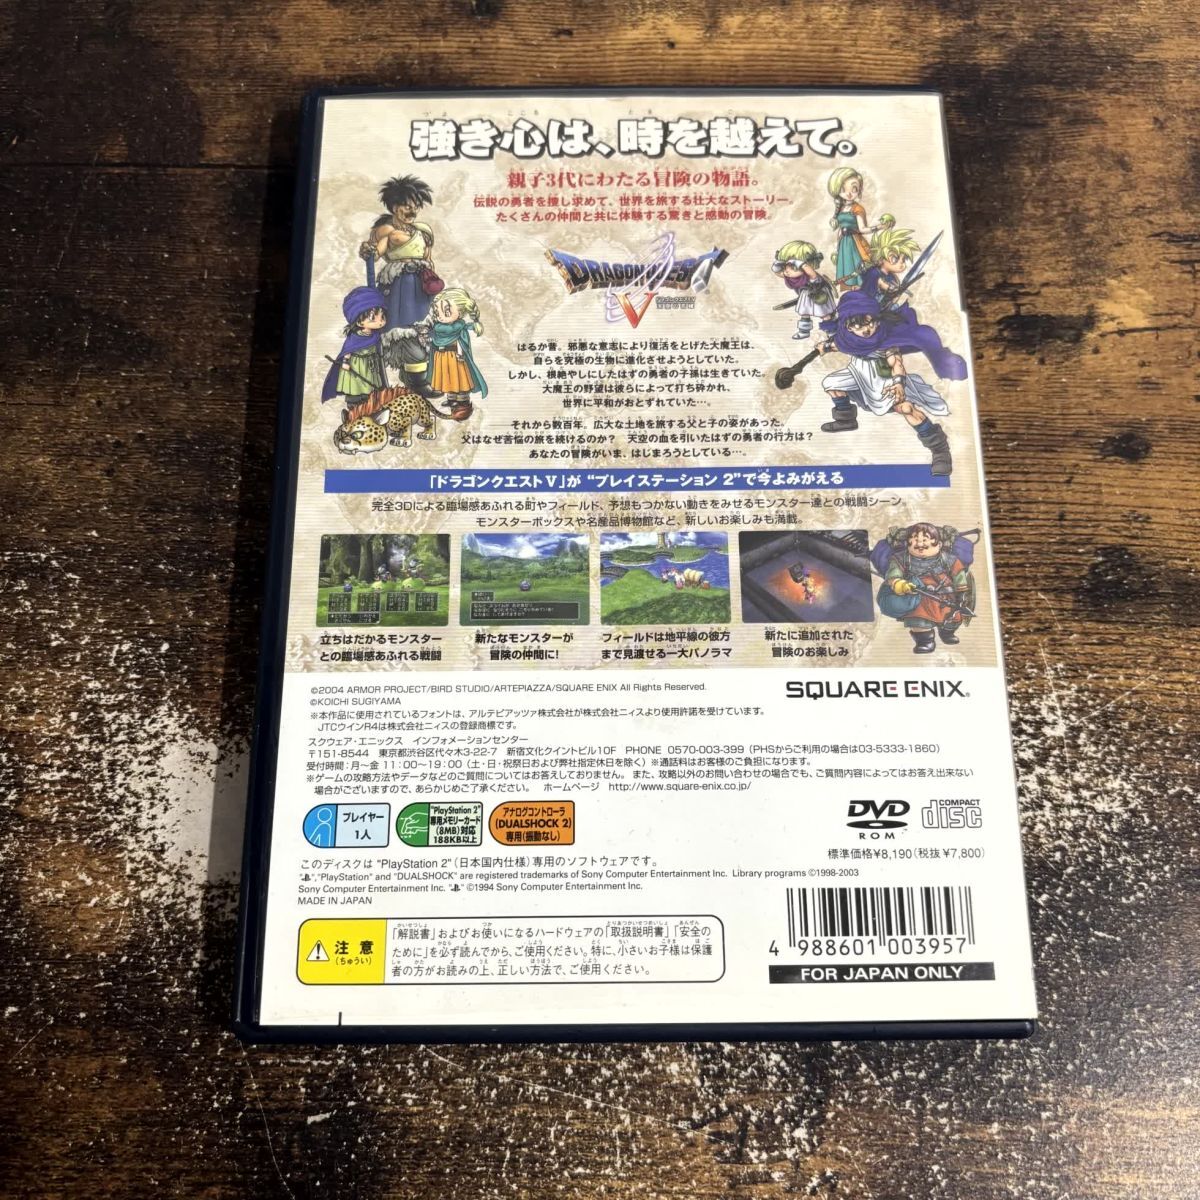 強き心は、時を越えて。
親子3代にわたる冒険の物語。
伝説の勇者を捜し求めて、世界を旅する壮大なストーリー。
たくさんの仲間と共に体験する驚きと感動の冒険。
DRAGON QUEST
V
はるか昔。邪悪な意志により復活をとげた大魔王は、
自らを究極の生物に進化させようとしていた。
しかし、根絶やしにしたはずの勇者の子孫は生きていた。
大魔王の野望は彼らによって打ち砕かれ、
世界に平和がおとずれていた…。
それから数百年。広大な土地を旅する父と子の姿があった。
父はなぜ苦悩の旅を続けるのか？ 天空の血を引いたはずの勇者の行方は？
あなたの冒険がいま、はじまろうとしている…。
「ドラゴンクエストV」が “プレイステーション 2”で今よみがえる
完全3Dによる臨場感あふれる町やフィールド、予想もつかない動きをみせるモンスター達との戦闘シーン。
モンスターボックスや名産品博物館など、新しいお楽しみも満載。
立ちはだかるモンスター
との臨場感あふれる戦闘
新たなモンスターが
冒険の仲間に！
フィールドは地平線の彼方
まで見渡せる一大パノラマ
新たに追加された
冒険のお楽しみ
©2004 ARMOR PROJECT/BIRD STUDIO/ARTEPIAZZA/SQUARE ENIX All Rights Reserved.
©KOICHI SUGIYAMA
SQUARE ENIX®
※本作品に使用されているフォントは、アルテピアッツァ株式会社が株式会社ニィスより使用許諾を受けています。
JTCウインR4は株式会社ニィスの登録商標です。
スクウェア・エニックス インフォメーションセンター
〒151-8544 東京都渋谷区代々木3-22-7 新宿文化クイントビル10F PHONE 0570-003-399 (PHSからご利用の場合は03-5333-1860)
受付時間：月〜金 11：00〜19：00（土・日・祝祭日および弊社指定休日を除く）※通話料はお客様のご負担になります。
※ゲームの攻略方法やデータなどのご質問についてはお答えしておりません。また、攻略以外のお問い合わせの場合でも、ご質問内容によってはお答え出来ない
場合がございますので、あらかじめご了承ください。 ホームページ http://www.square-enix.co.jp/
プレイヤー
1人
"PlayStation 2"
専用メモリーカード
(8MB)対応
188KB以上
アナログコントローラ
(DUALSHOCK 2)
専用(振動なし)
DVD
ROM
COMPACT
disc
標準価格￥8,190(税抜 ￥7,800)
このディスクは "PlayStation 2" (日本国内仕様) 専用のソフトウェアです。
" ", "PlayStation" and "DUALSHOCK" are registered trademarks of Sony Computer Entertainment Inc. Library programs ©1998-2003
Sony Computer Entertainment Inc. " " ©1994 Sony Computer Entertainment Inc.
MADE IN JAPAN
注意
(ちゅうい)
「解説書」およびお使いになるハードウェアの「取扱説明書」「安全の
ために」を必ず読んでから、ご使用ください。特に、小さいお子様は保護
者の方がお読みの上、正しい方法で、ご使用ください。
4 988601 003957
FOR JAPAN ONLY